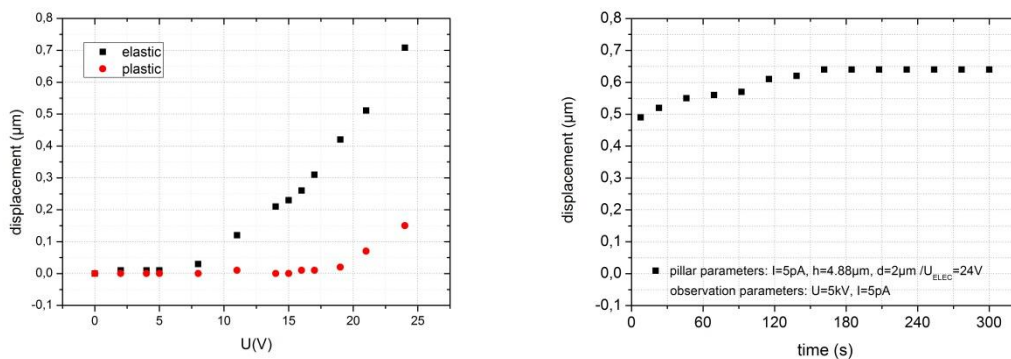 0,8
0,7
0,6
0,5
0,4
0,3
0,2
0,1
0,0
-0,1
displacement (µm)
elastic
plastic
0 5 10 15 20 25
U(V)
0,8
0,7
0,6
0,5
0,4
0,3
0,2
0,1
0,0
-0,1
displacement (µm)
pillar parameters: I=5pA, h=4.88µm, d=2µm /U_ELEC=24V
observation parameters: U=5kV, I=5pA
0 60 120 180 240 300
time (s)